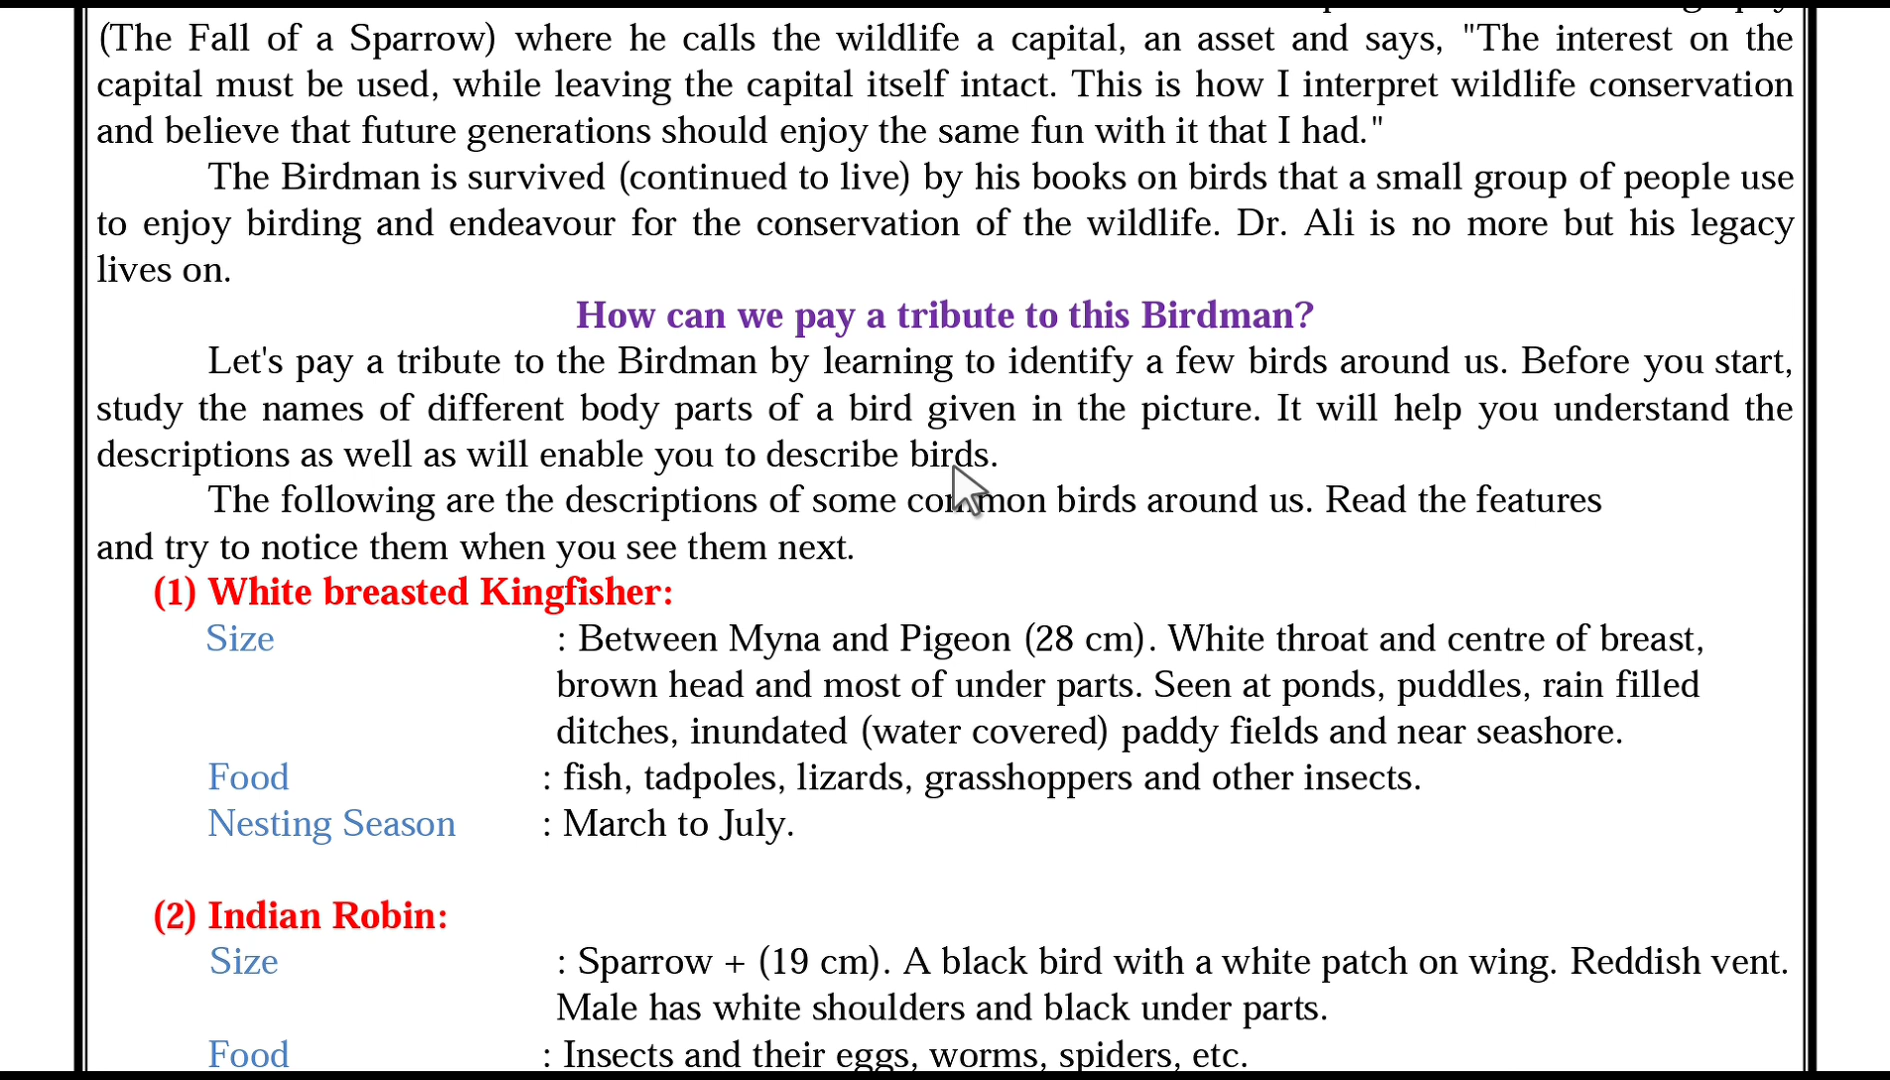 (The Fall of a Sparrow) where he calls the wildlife a capital, an asset and says, "The interest on the
capital must be used, while leaving the capital itself intact. This is how I interpret wildlife conservation
and believe that future generations should enjoy the same fun with it that I had."
The Birdman is survived (continued to live) by his books on birds that a small group of people use
to enjoy birding and endeavour for the conservation of the wildlife. Dr. Ali is no more but his legacy
lives on.
How can we pay a tribute to this Birdman?
Let's pay a tribute to the Birdman by learning to identify a few birds around us. Before you start,
study the names of different body parts of a bird given in the picture. It will help you understand the
descriptions as well as will enable you to describe birds.
The following are the descriptions of some common birds around us. Read the features
and try to notice them when you see them next.
(1) White breasted Kingfisher:
Size : Between Myna and Pigeon (28 cm). White throat and centre of breast,
brown head and most of under parts. Seen at ponds, puddles, rain filled
ditches, inundated (water covered) paddy fields and near seashore.
Food : fish, tadpoles, lizards, grasshoppers and other insects.
Nesting Season : March to July.
(2) Indian Robin:
Size : Sparrow + (19 cm). A black bird with a white patch on wing. Reddish vent.
Male has white shoulders and black under parts.
Food : Insects and their eggs, worms, spiders, etc.